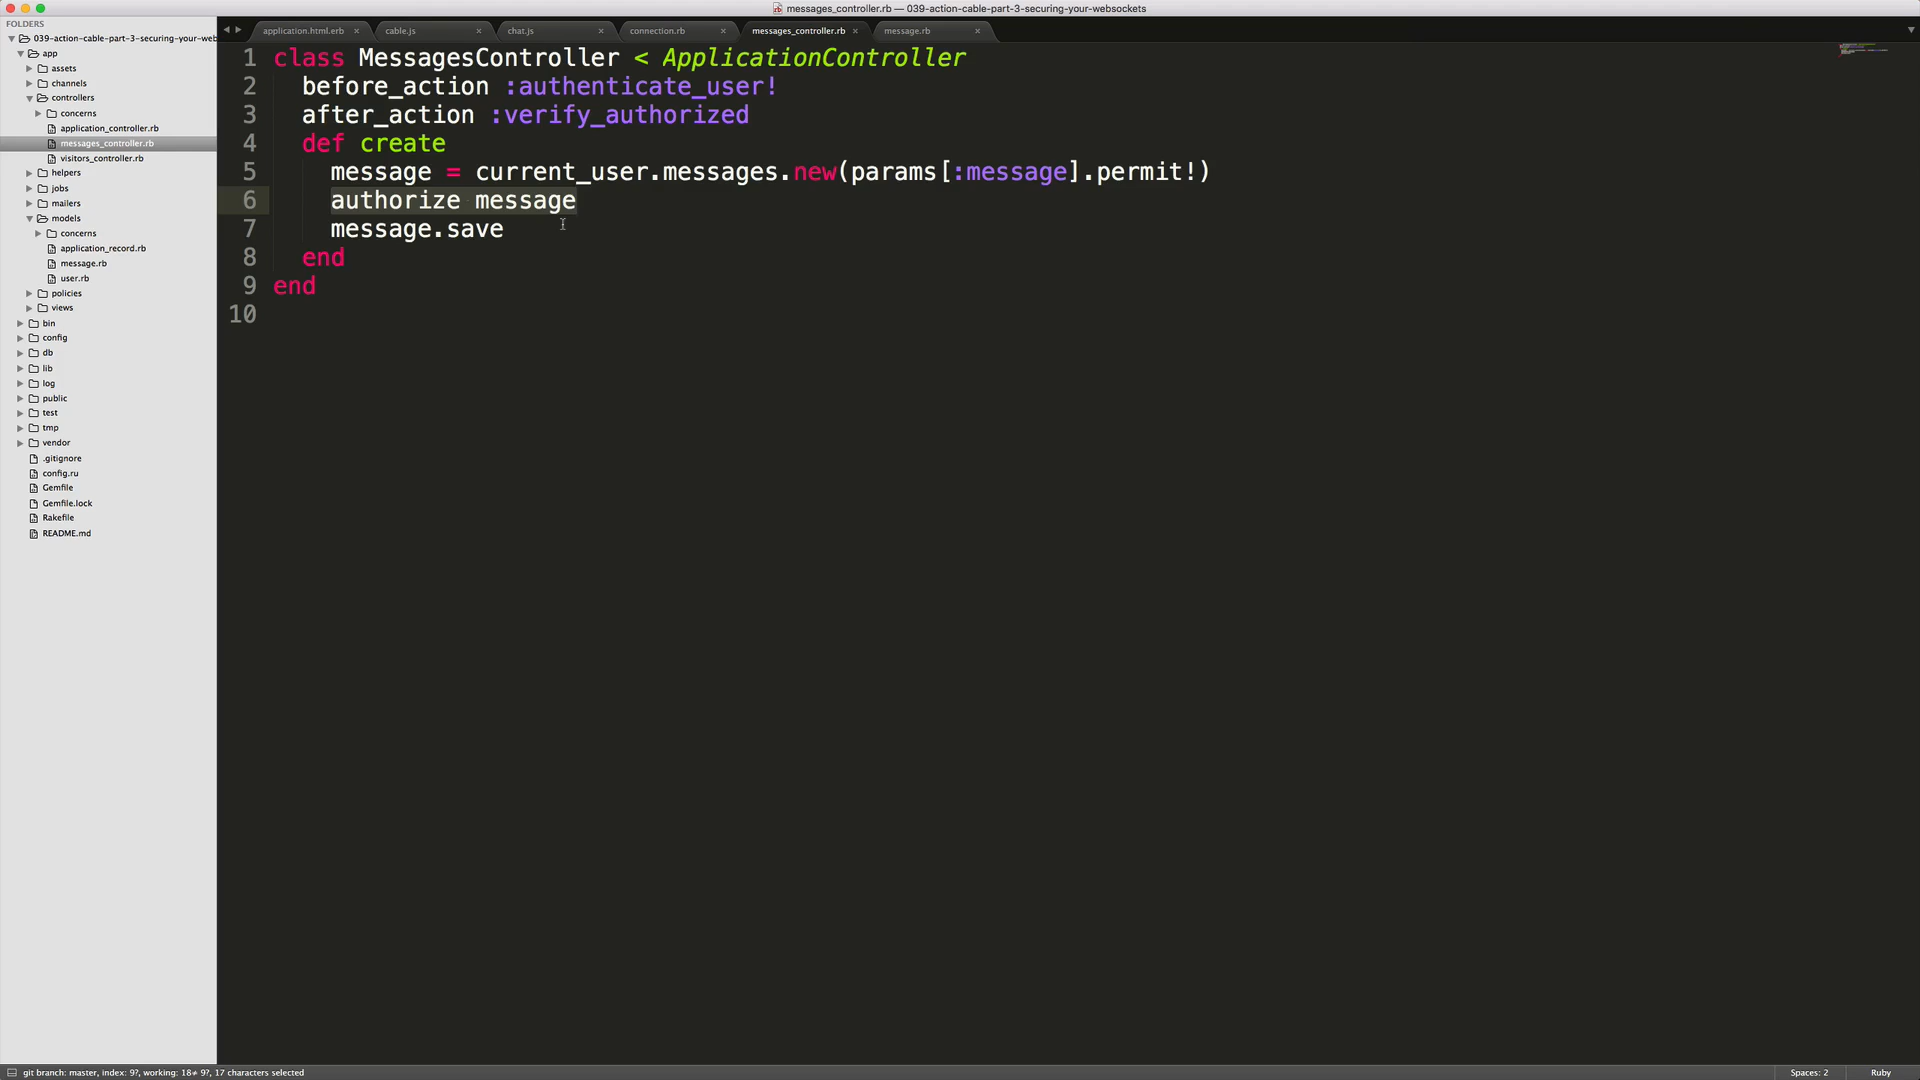 messages_controller.rb — 039-action-cable-part-3-securing-your-websockets
FOLDERS
039-action-cable-part-3-securing-your-web
app
assets
channels
controllers
concerns
application_controller.rb
messages_controller.rb
visitors_controller.rb
helpers
jobs
mailers
models
concerns
application_record.rb
message.rb
user.rb
policies
views
bin
config
db
lib
log
public
test
tmp
vendor
.gitignore
config.ru
Gemfile
Gemfile.lock
Rakefile
README.md
application.html.erb × cable.js × chat.js × connection.rb × messages_controller.rb × message.rb ×
1 class MessagesController < ApplicationController
2 before_action :authenticate_user!
3 after_action :verify_authorized
4 def create
5 message = current_user.messages.new(params[:message].permit!)
6 authorize message
7 message.save
8 end
9 end
10
git branch: master, index: 9?, working: 18≠ 9?, 17 characters selected
Spaces: 2 Ruby